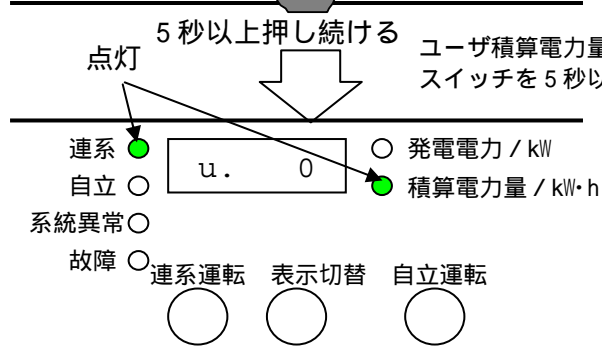 5秒以上押し続ける
ユーザ積算電力量
スイッチを5秒以
点灯
連系
u. 0
発電電力/kW
自立
積算電力量/kW・h
系統異常
故障
連系運転 表示切替 自立運転